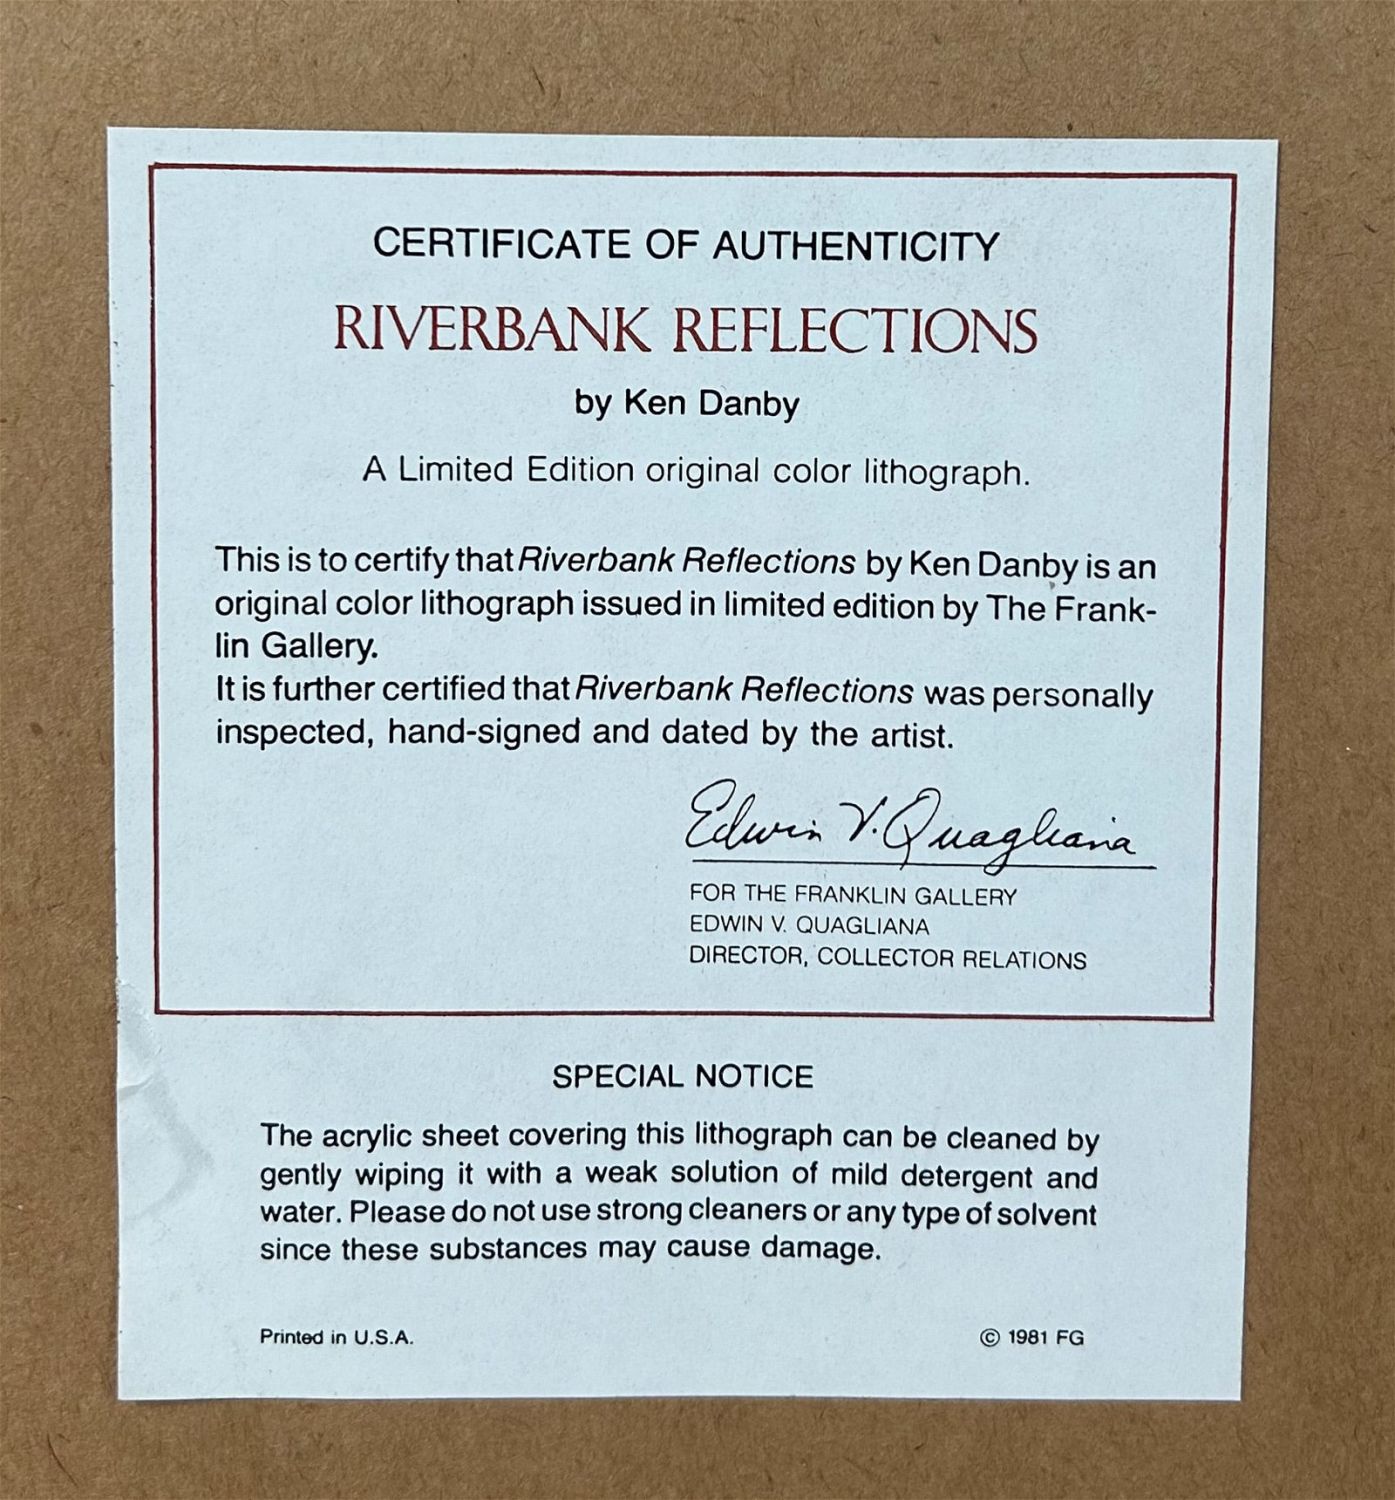 CERTIFICATE OF AUTHENTICITY
RIVERBANK REFLECTIONS
by Ken Danby
A Limited Edition original color lithograph.
This is to certify that Riverbank Reflections by Ken Danby is an
original color lithograph issued in limited edition by The Frank-
lin Gallery.
It is further certified that Riverbank Reflections was personally
inspected, hand-signed and dated by the artist.
Edwin V. Quagliana
FOR THE FRANKLIN GALLERY
EDWIN V. QUAGLIANA
DIRECTOR, COLLECTOR RELATIONS
SPECIAL NOTICE
The acrylic sheet covering this lithograph can be cleaned by
gently wiping it with a weak solution of mild detergent and
water. Please do not use strong cleaners or any type of solvent
since these substances may cause damage.
Printed in U.S.A.
© 1981 FG